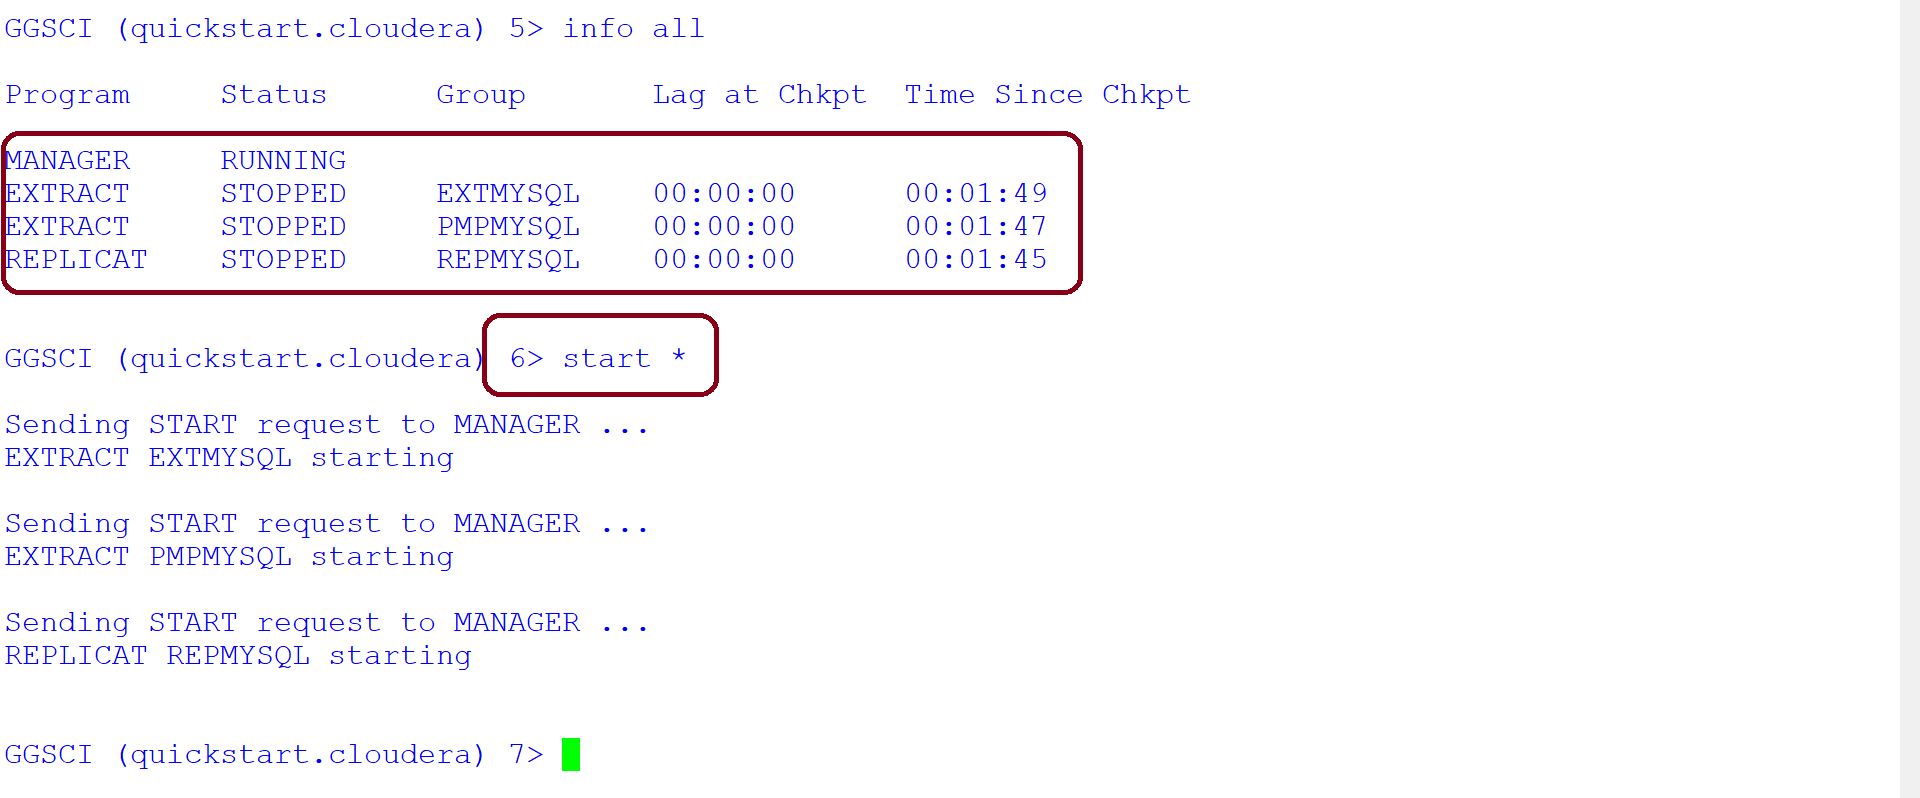 GGSCI (quickstart.cloudera) 5> info all
Program Status Group Lag at Chkpt Time Since Chkpt
MANAGER RUNNING
EXTRACT STOPPED EXTMYSQL 00:00:00 00:01:49
EXTRACT STOPPED PMPMYSQL 00:00:00 00:01:47
REPLICAT STOPPED REPMYSQL 00:00:00 00:01:45
GGSCI (quickstart.cloudera) 6> start *
Sending START request to MANAGER ...
EXTRACT EXTMYSQL starting
Sending START request to MANAGER ...
EXTRACT PMPMYSQL starting
Sending START request to MANAGER ...
REPLICAT REPMYSQL starting
GGSCI (quickstart.cloudera) 7>